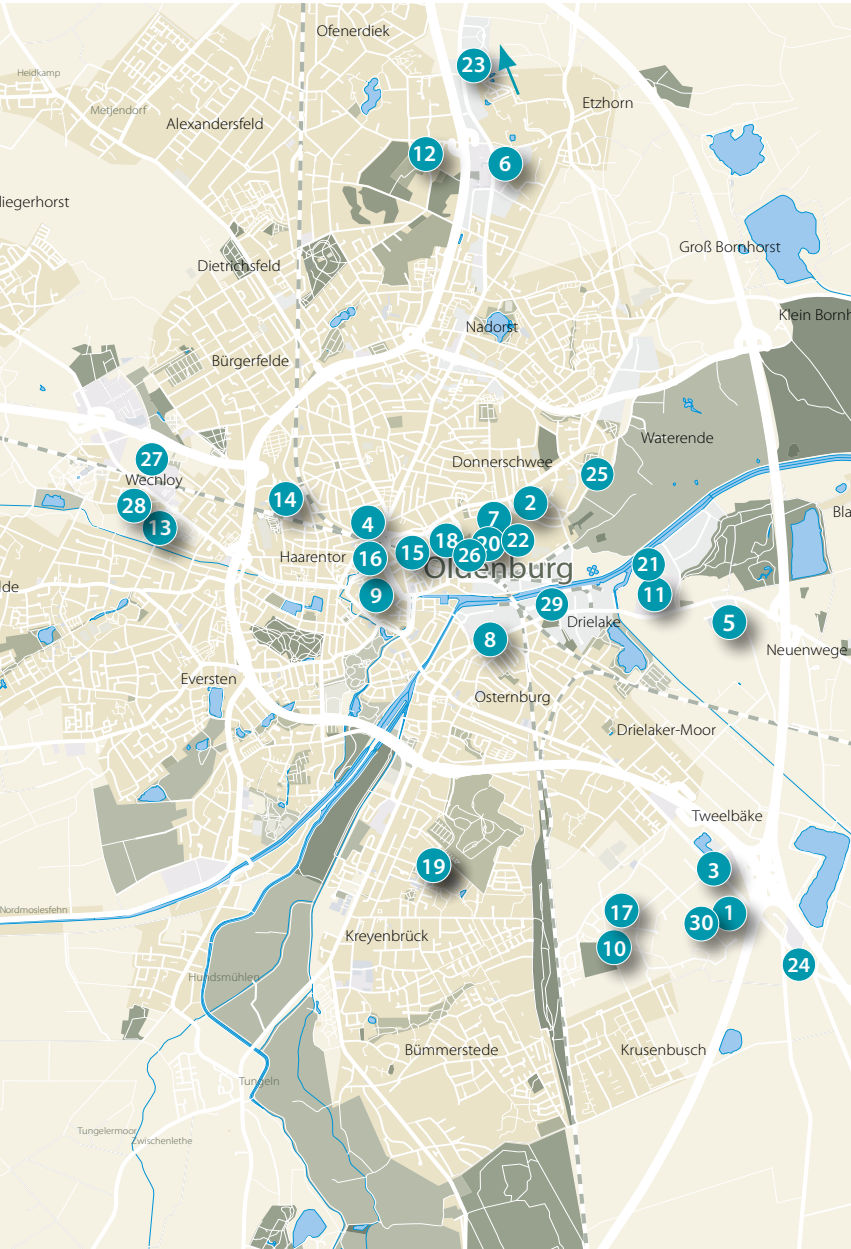 Ofenerdiek
23
Heidkamp
Etzhorn
Metjendorf
Alexandersfeld
12
6
liegerhorst
Groß Bornhorst
Dietrichsfeld
Klein Bornh
Nadorst
Bürgerfelde
Waterende
27
Donnerschwee
25
Wechloy
14
2
28
13
4
7
Bla
18
20
22
Haarentor
16
15
26
21
Oldenburg
lde
9
29
11
Drielake
5
8
Neuenwege
Eversten
Osternburg
Drielaker-Moor
Tweelbäke
19
3
Nordmoslesfehn
17
30
1
Kreyenbrück
10
24
Hundsmühlen
Bümmerstede
Krusenbusch
Tungeln
Tungelermoor
Zwischenlethe